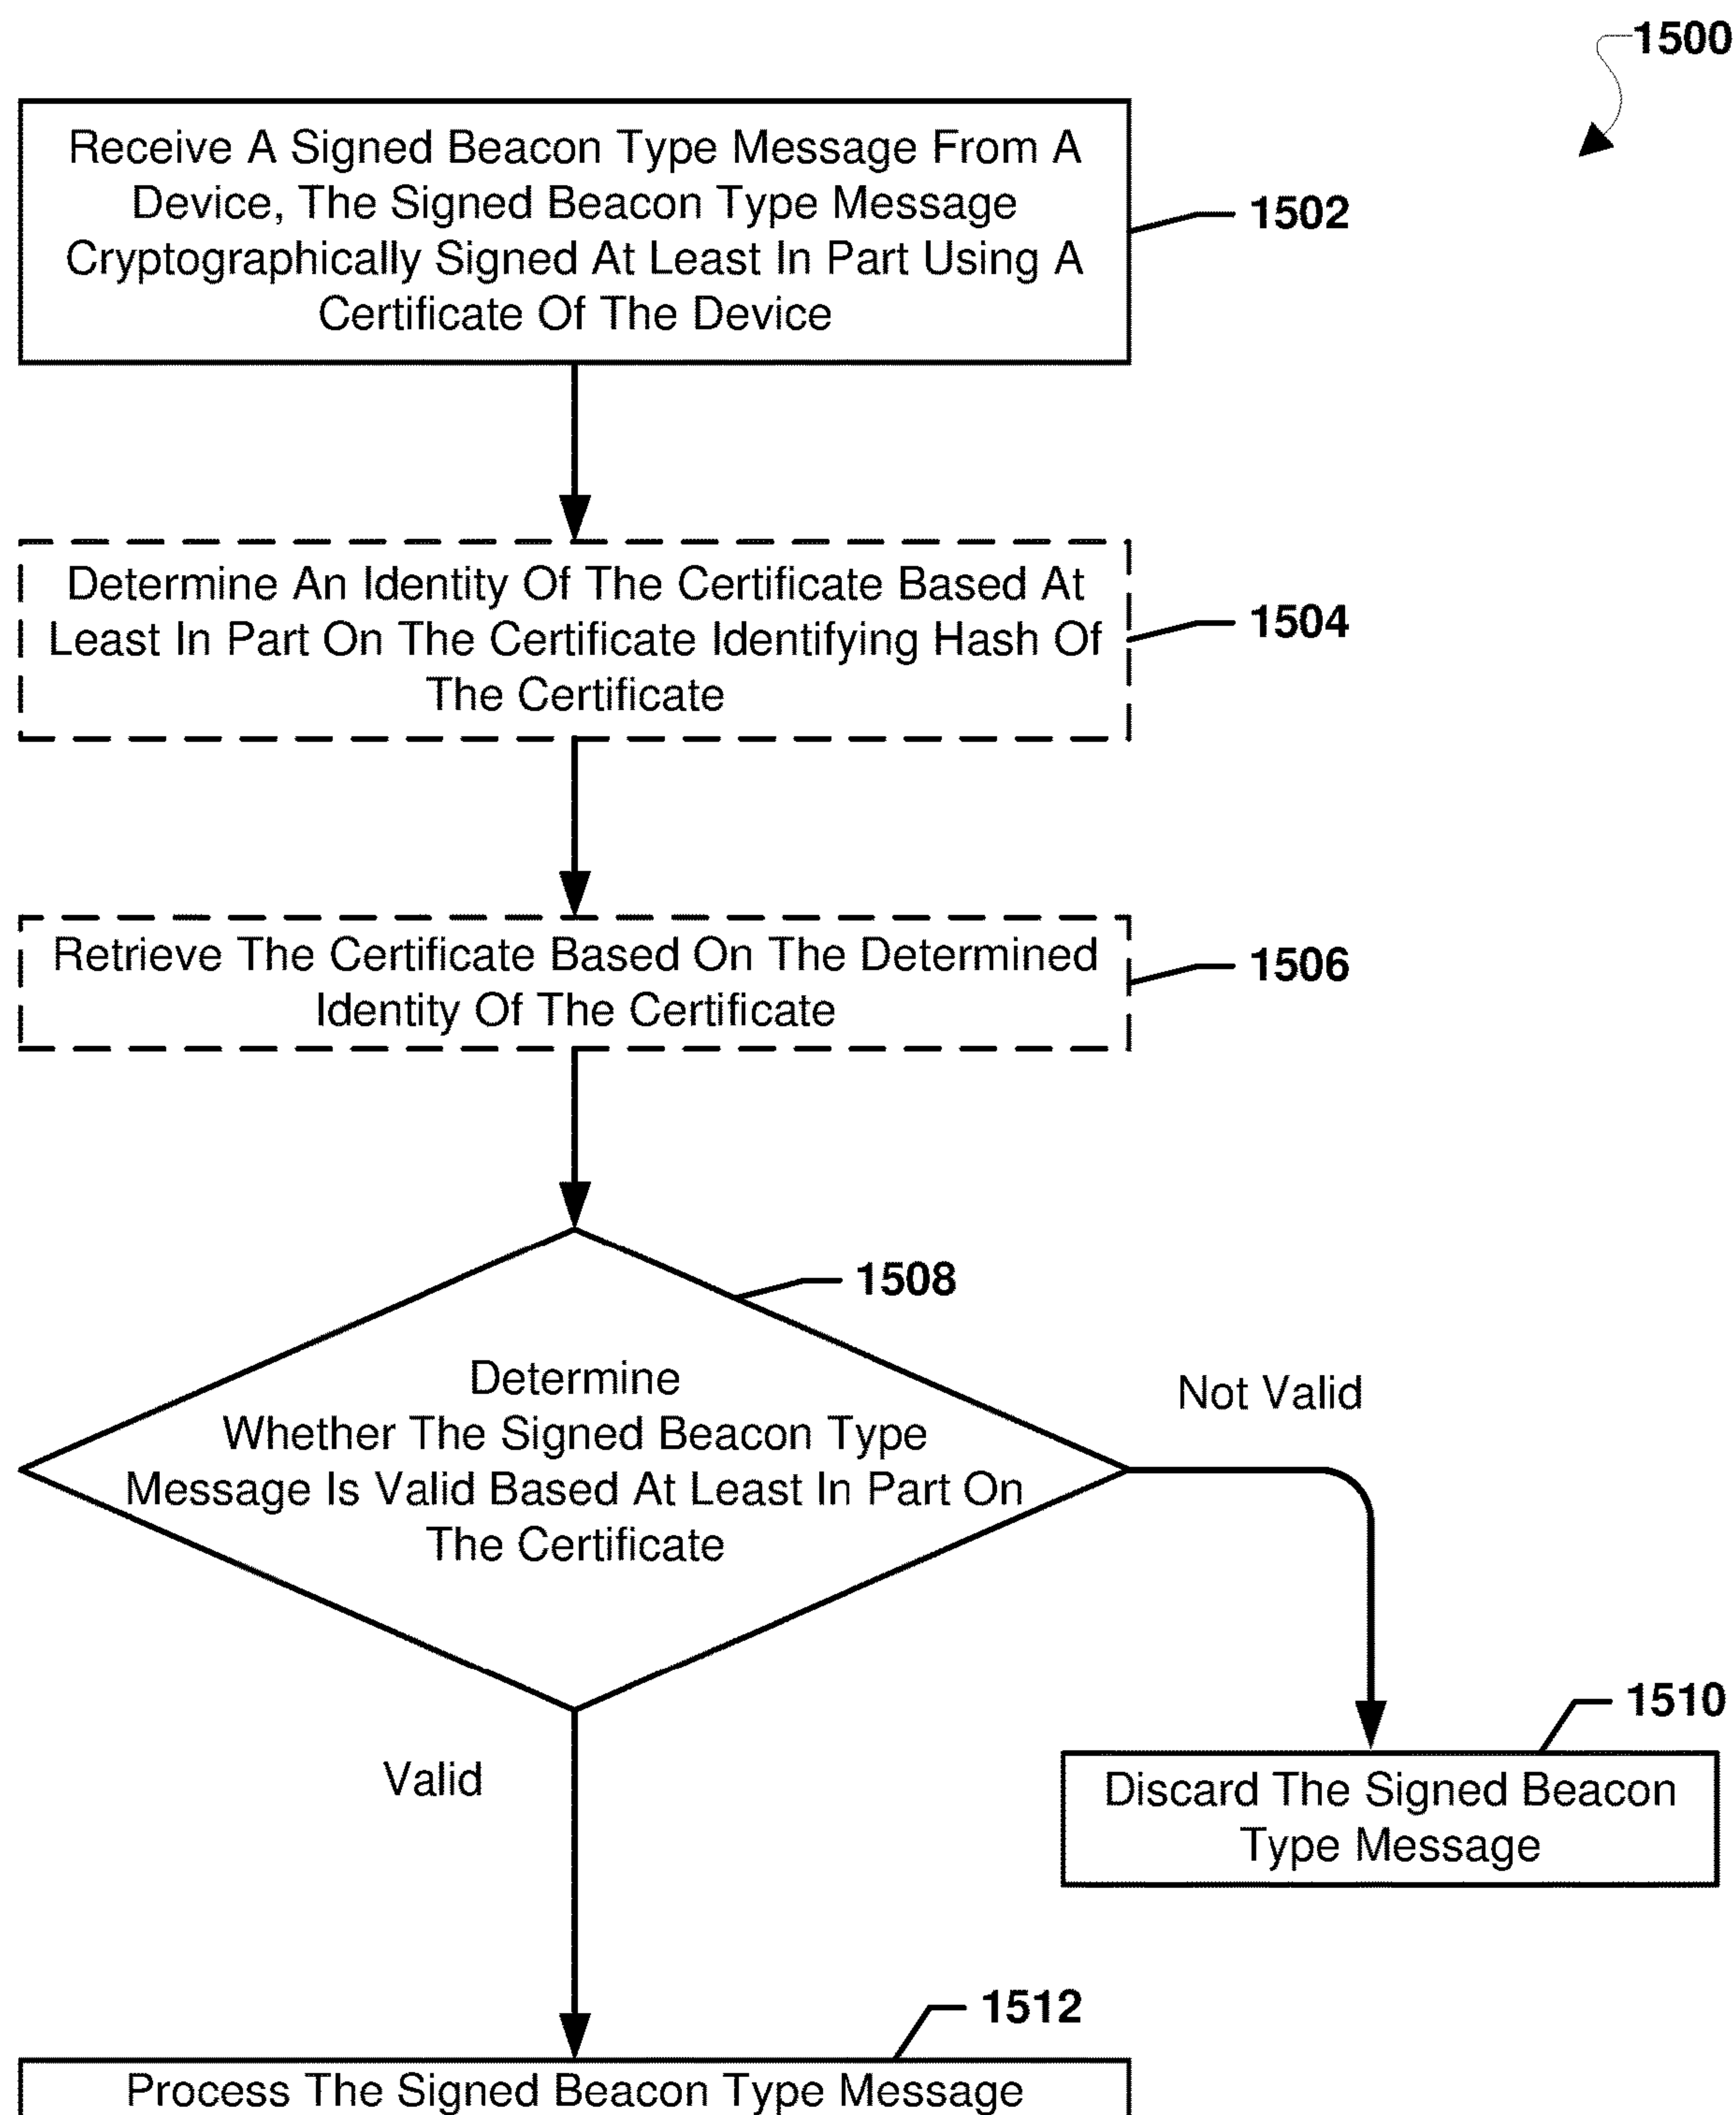 1500
Receive A Signed Beacon Type Message From A
Device, The Signed Beacon Type Message
Cryptographically Signed At Least In Part Using A
Certificate Of The Device
1502
Determine An Identity Of The Certificate Based At
Least In Part On The Certificate Identifying Hash Of
The Certificate
1504
Retrieve The Certificate Based On The Determined
Identity Of The Certificate
1506
1508
Determine
Whether The Signed Beacon Type
Message Is Valid Based At Least In Part On
The Certificate
Not Valid
Valid
1510
Discard The Signed Beacon
Type Message
1512
Process The Signed Beacon Type Message